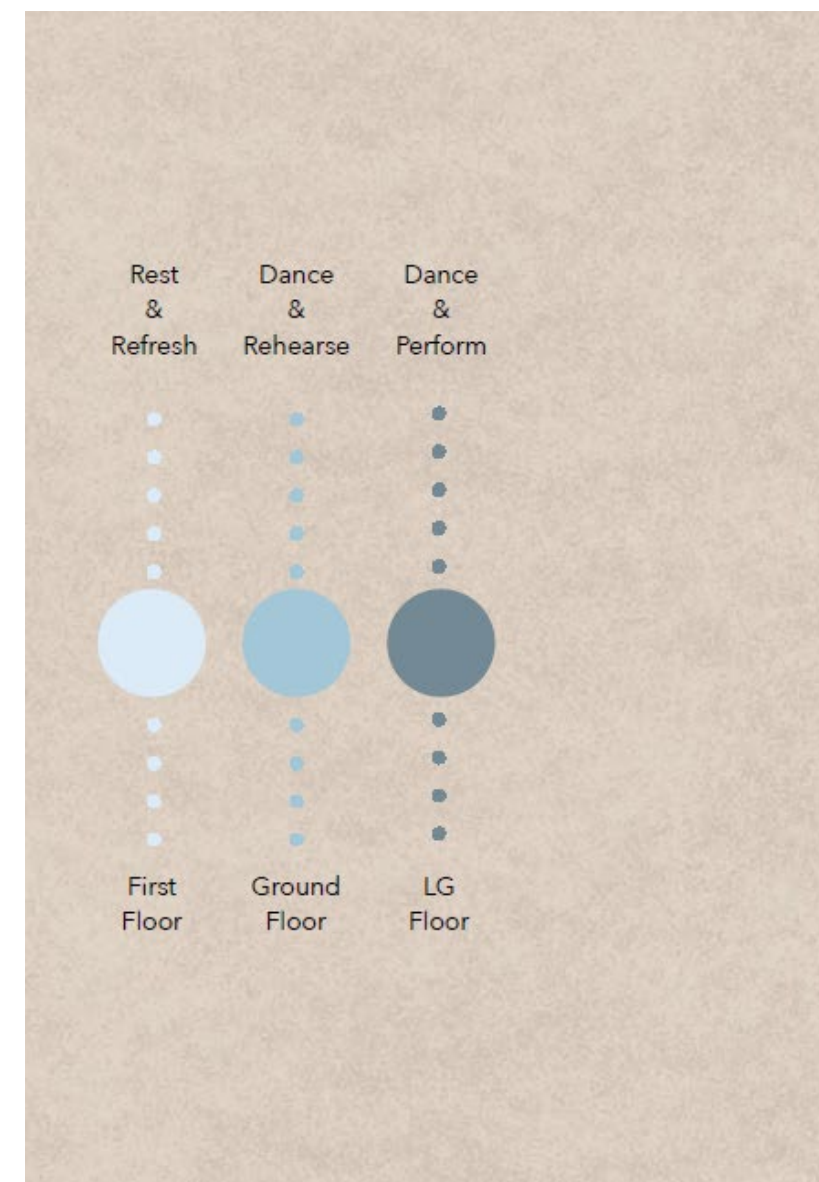 Rest
&
Refresh
Dance
&
Rehearse
Dance
&
Perform
First
Floor
Ground
Floor
LG
Floor